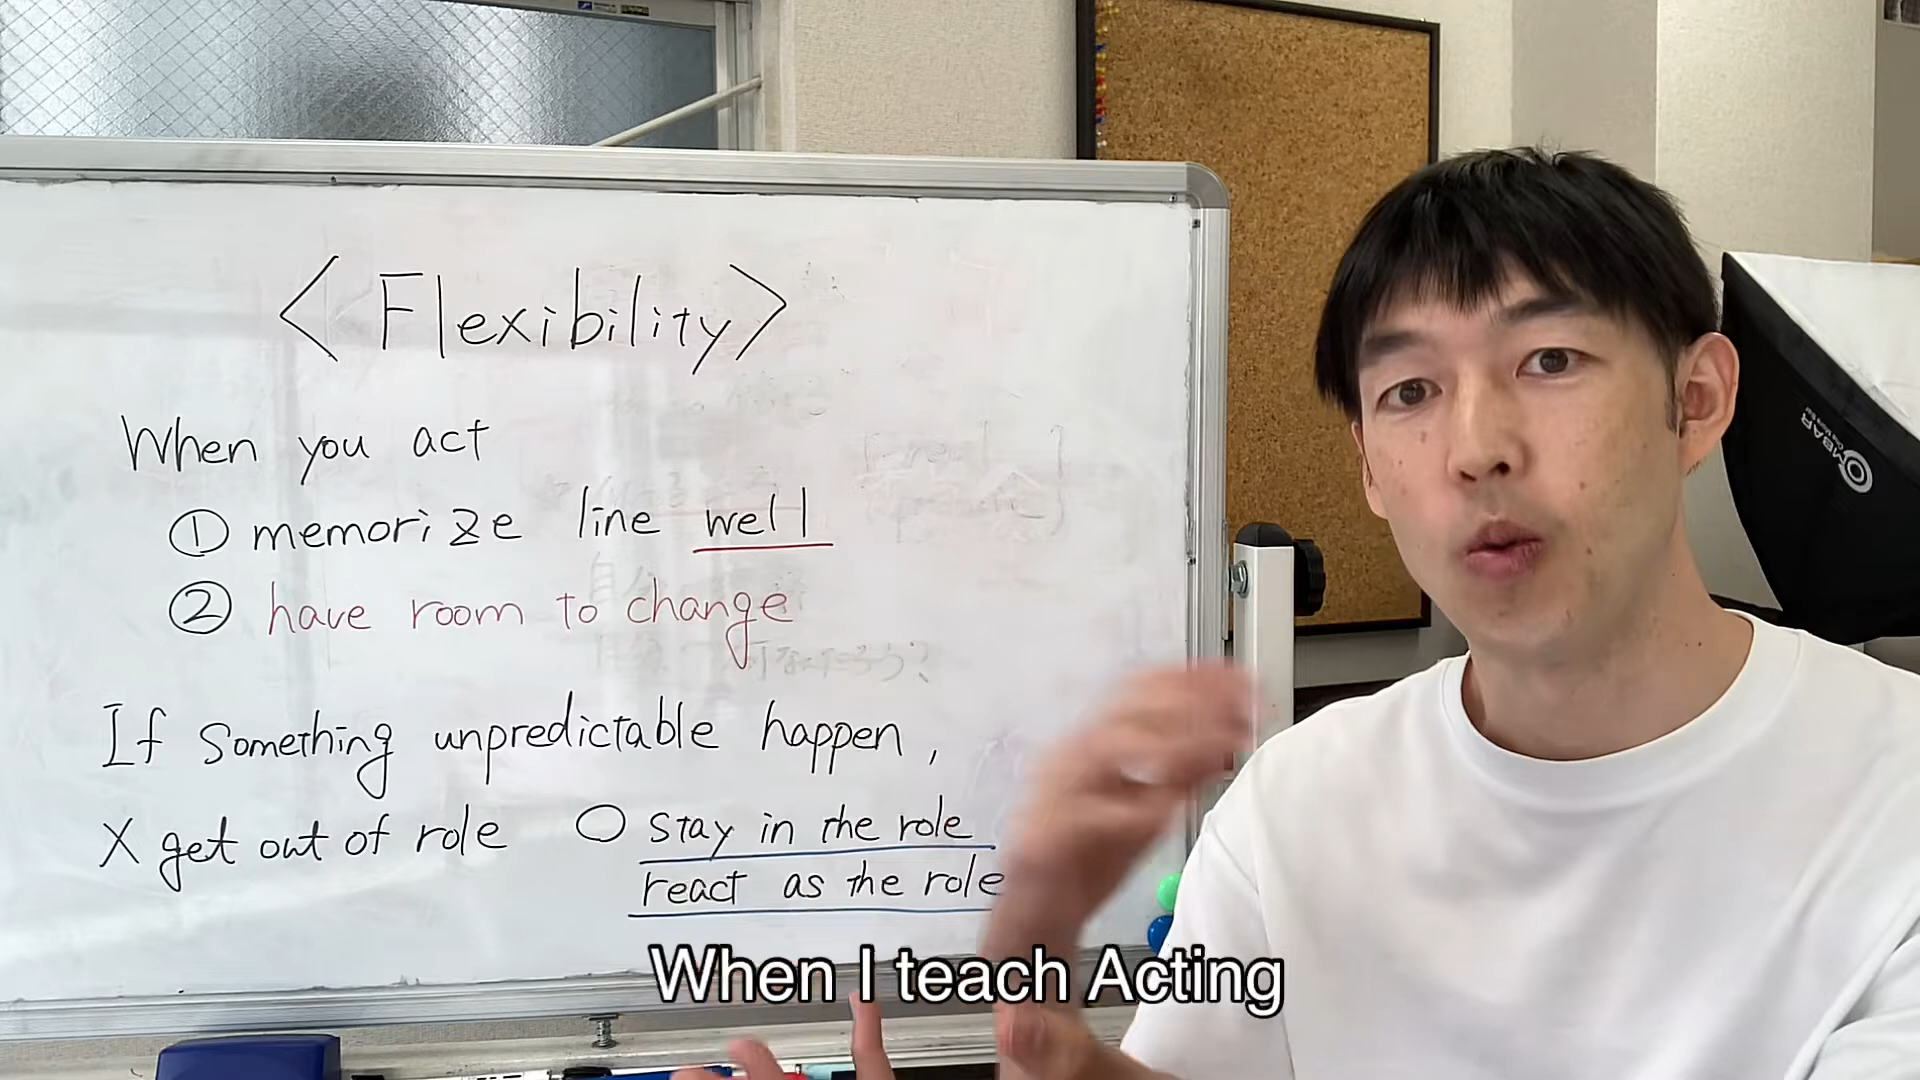 <Flexibility>
When you act
① memorize line well
② have room to change
If something unpredictable happen,
X get out of role ○ stay in the role
react as the role
When I teach Acting
OMBAR